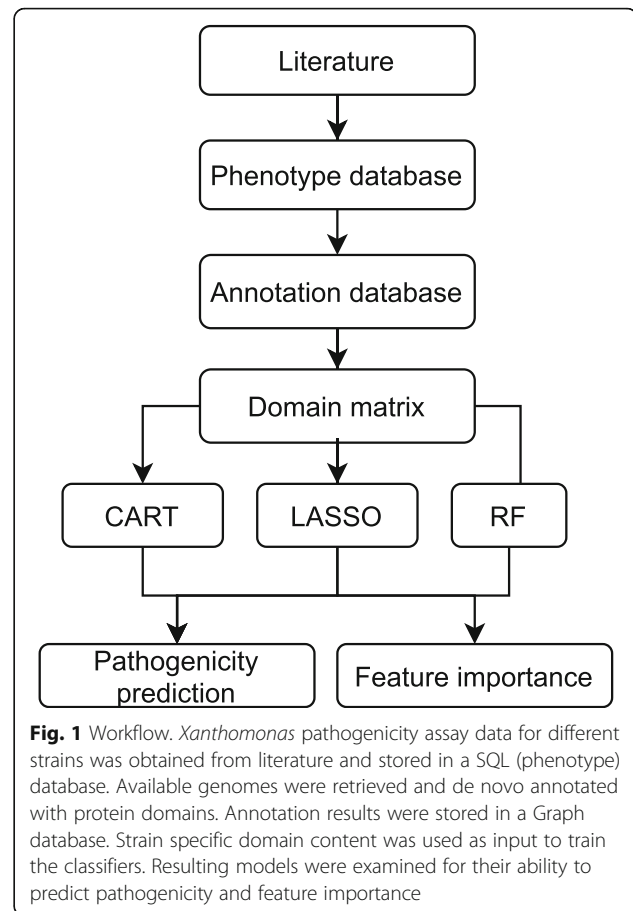 Literature
Phenotype database
Annotation database
Domain matrix
CART
LASSO
RF
Pathogenicity
prediction
Feature importance
Fig. 1 Workflow. Xanthomonas pathogenicity assay data for different
strains was obtained from literature and stored in a SQL (phenotype)
database. Available genomes were retrieved and de novo annotated
with protein domains. Annotation results were stored in a Graph
database. Strain specific domain content was used as input to train
the classifiers. Resulting models were examined for their ability to
predict pathogenicity and feature importance